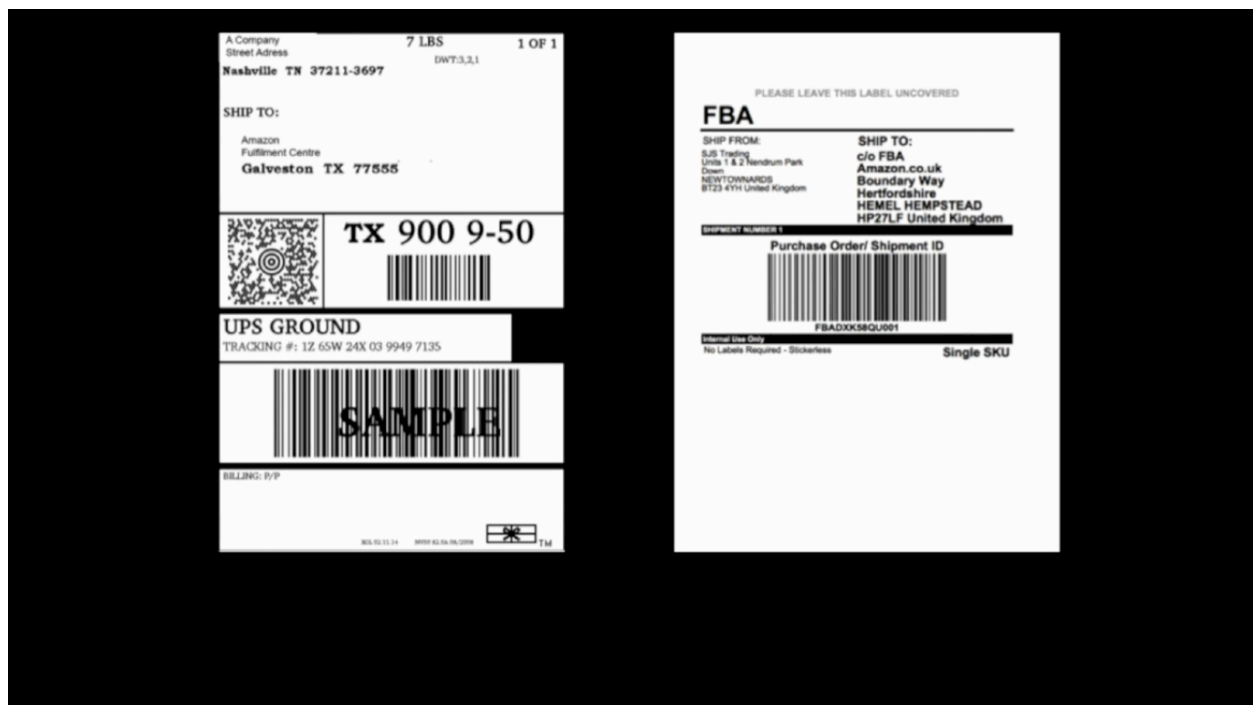 A Company
Street Adress
7 LBS
1 OF 1
DWT:3,2,1
Nashville TN 37211-3697
SHIP TO:
Amazon
Fulfilment Centre
Galveston TX 77555
TX 900 9-50
UPS GROUND
TRACKING #: 1Z 65W 24X 03 9949 7135
SAMPLE
BILLING: P/P
TM
PLEASE LEAVE THIS LABEL UNCOVERED
FBA
SHIP FROM:
SJS Trading
Units 1 & 2 Nendrum Park
Down
NEWTOWNARDS
BT23 4YH United Kingdom
SHIP TO:
c/o FBA
Amazon.co.uk
Boundary Way
Hertfordshire
HEMEL HEMPSTEAD
HP27LF United Kingdom
SHIPMENT NUMBER 1
Purchase Order/ Shipment ID
FBADXK58QU001
Internal Use Only
No Labels Required - Stickerless
Single SKU